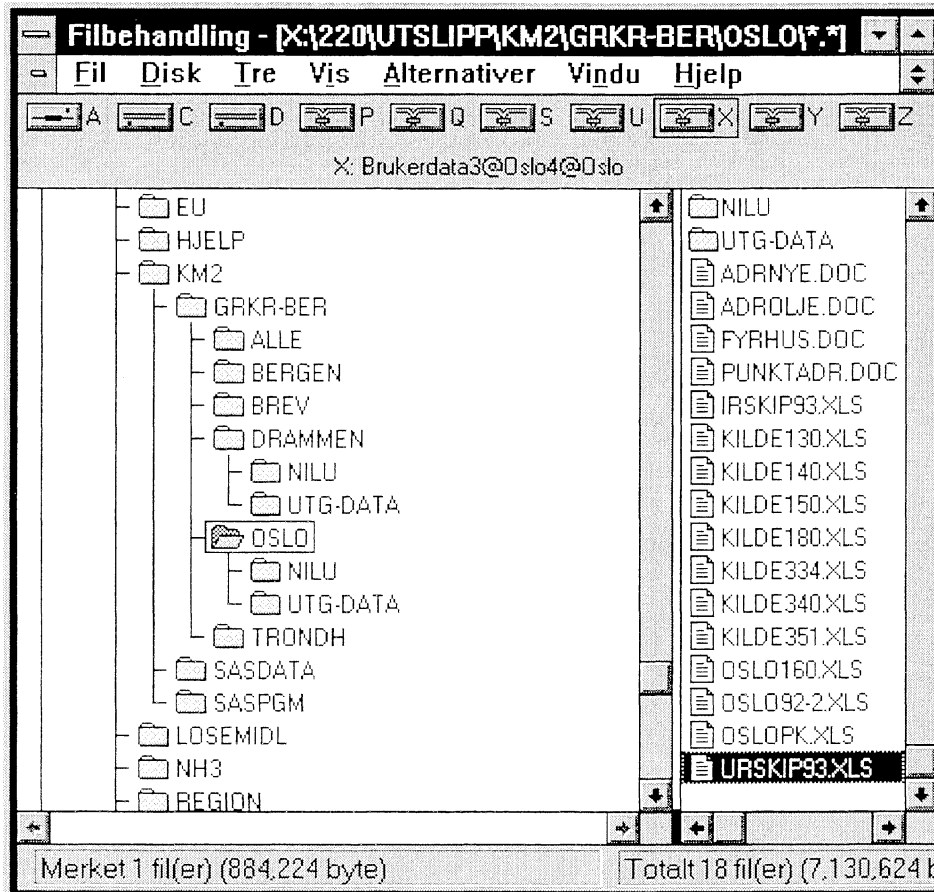 Filbehandling - [X:\220\UTSLIPP\KM2\GRKR-BER\OSLO\*.*]
Fil Disk Tre Vis Alternativer Vindu Hjelp
A C D P Q S U X Y Z
X: Brukerdata3@Oslo4@Oslo
EU
HJELP
KM2
GRKR-BER
ALLE
BERGEN
BREV
DRAMMEN
NILU
UTG-DATA
OSLO
NILU
UTG-DATA
TRONDH
SASDATA
SASPGM
LOSEMIDL
NH3
REGION
NILU
UTG-DATA
ADRNYE.DOC
ADROLJE.DOC
FYRHUS.DOC
PUNKTADR.DOC
IRSKIP93.XLS
KILDE130.XLS
KILDE140.XLS
KILDE150.XLS
KILDE180.XLS
KILDE334.XLS
KILDE340.XLS
KILDE351.XLS
OSLO160.XLS
OSLO92-2.XLS
OSLOPK.XLS
URSKIP93.XLS
Merket 1 fil(er) (884,224 byte)
Totalt 18 fil(er) (7,130,624 b